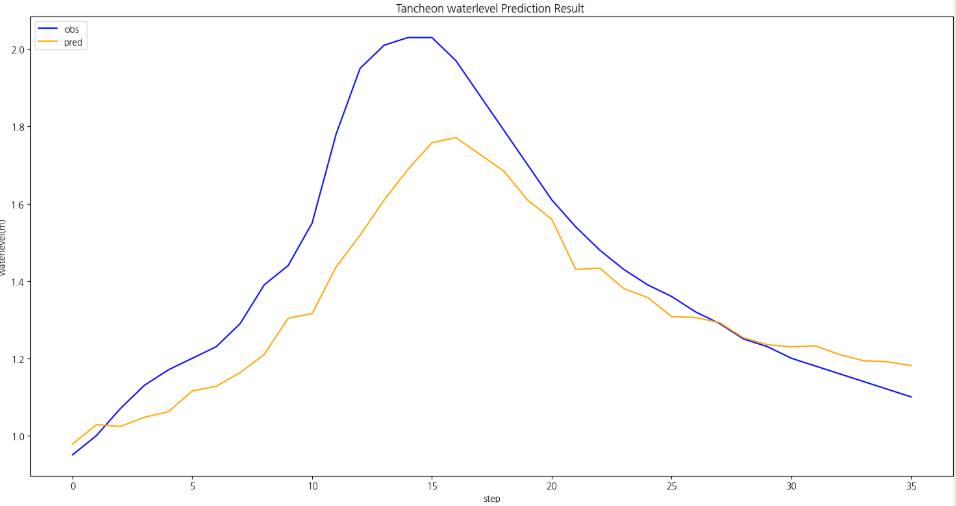 Tancheon waterlevel Prediction Result
obs
pred
2.0
1.8
1.6
1.4
1.2
1.0
waterlevel(m)
0 5 10 15 20 25 30 35
step